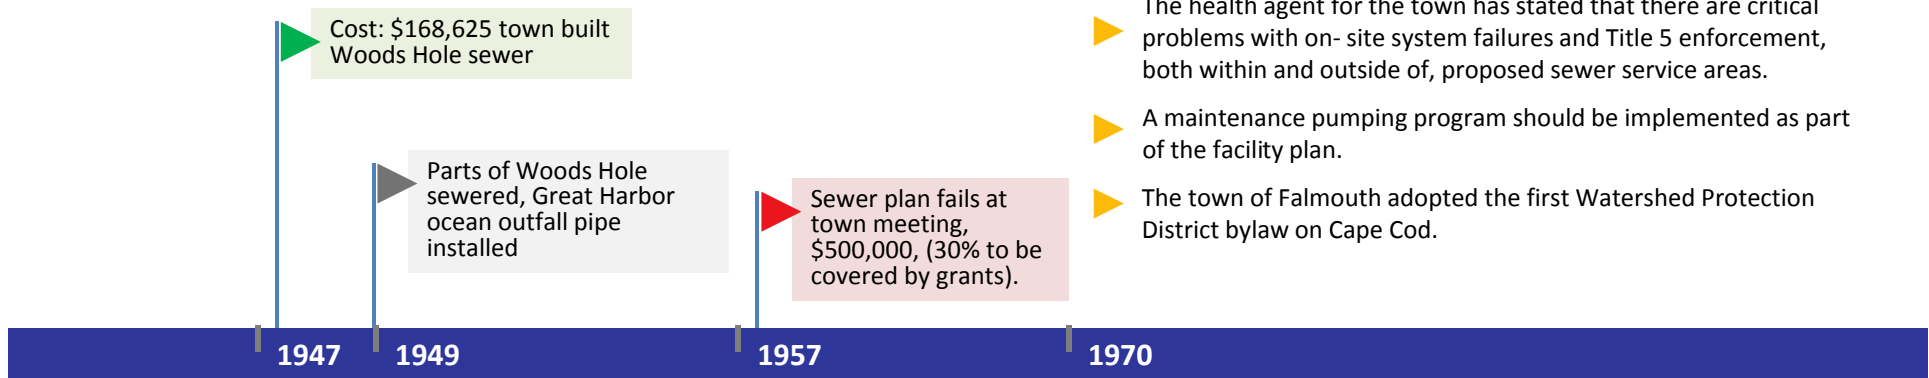 Cost: $168,625 town built
Woods Hole sewer
Parts of Woods Hole
sewered, Great Harbor
ocean outfall pipe
installed
Sewer plan fails at
town meeting,
$500,000, (30% to be
covered by grants).
The health agent for the town has stated that there are critical
problems with on- site system failures and Title 5 enforcement,
both within and outside of, proposed sewer service areas.
A maintenance pumping program should be implemented as part
of the facility plan.
The town of Falmouth adopted the first Watershed Protection
District bylaw on Cape Cod.
1947
1949
1957
1970